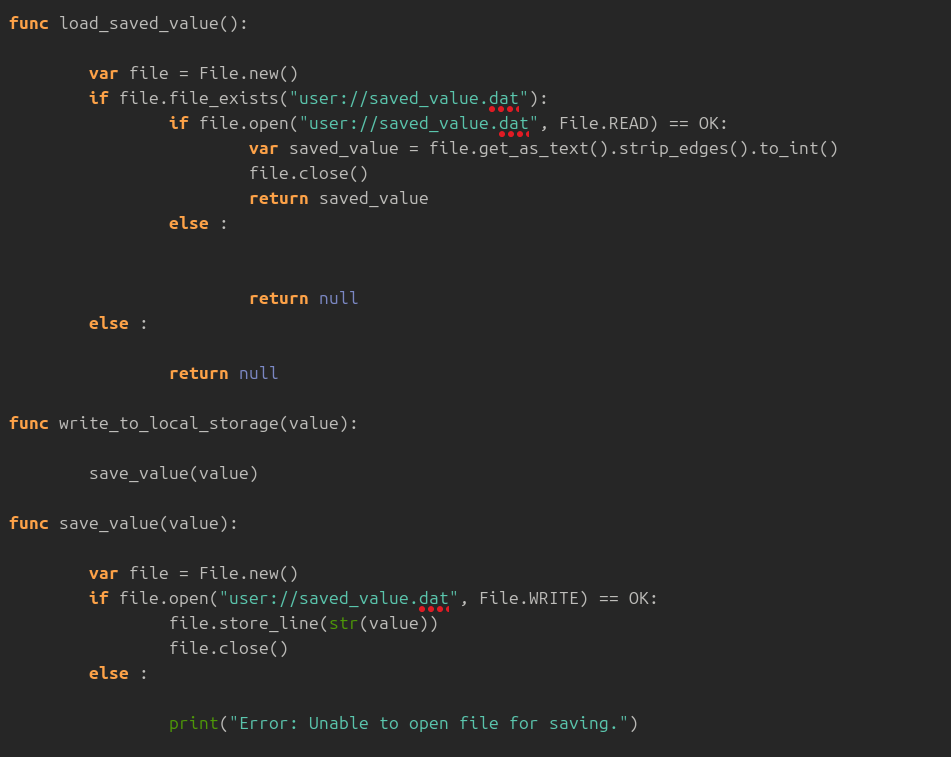 func load_saved_value():
var file = File.new()
if file.file_exists("user://saved_value.dat"):
if file.open("user://saved_value.dat", File.READ) == OK:
var saved_value = file.get_as_text().strip_edges().to_int()
file.close()
return saved_value
else :
return null
else :
return null
func write_to_local_storage(value):
save_value(value)
func save_value(value):
var file = File.new()
if file.open("user://saved_value.dat", File.WRITE) == OK:
file.store_line(str(value))
file.close()
else :
print("Error: Unable to open file for saving.")